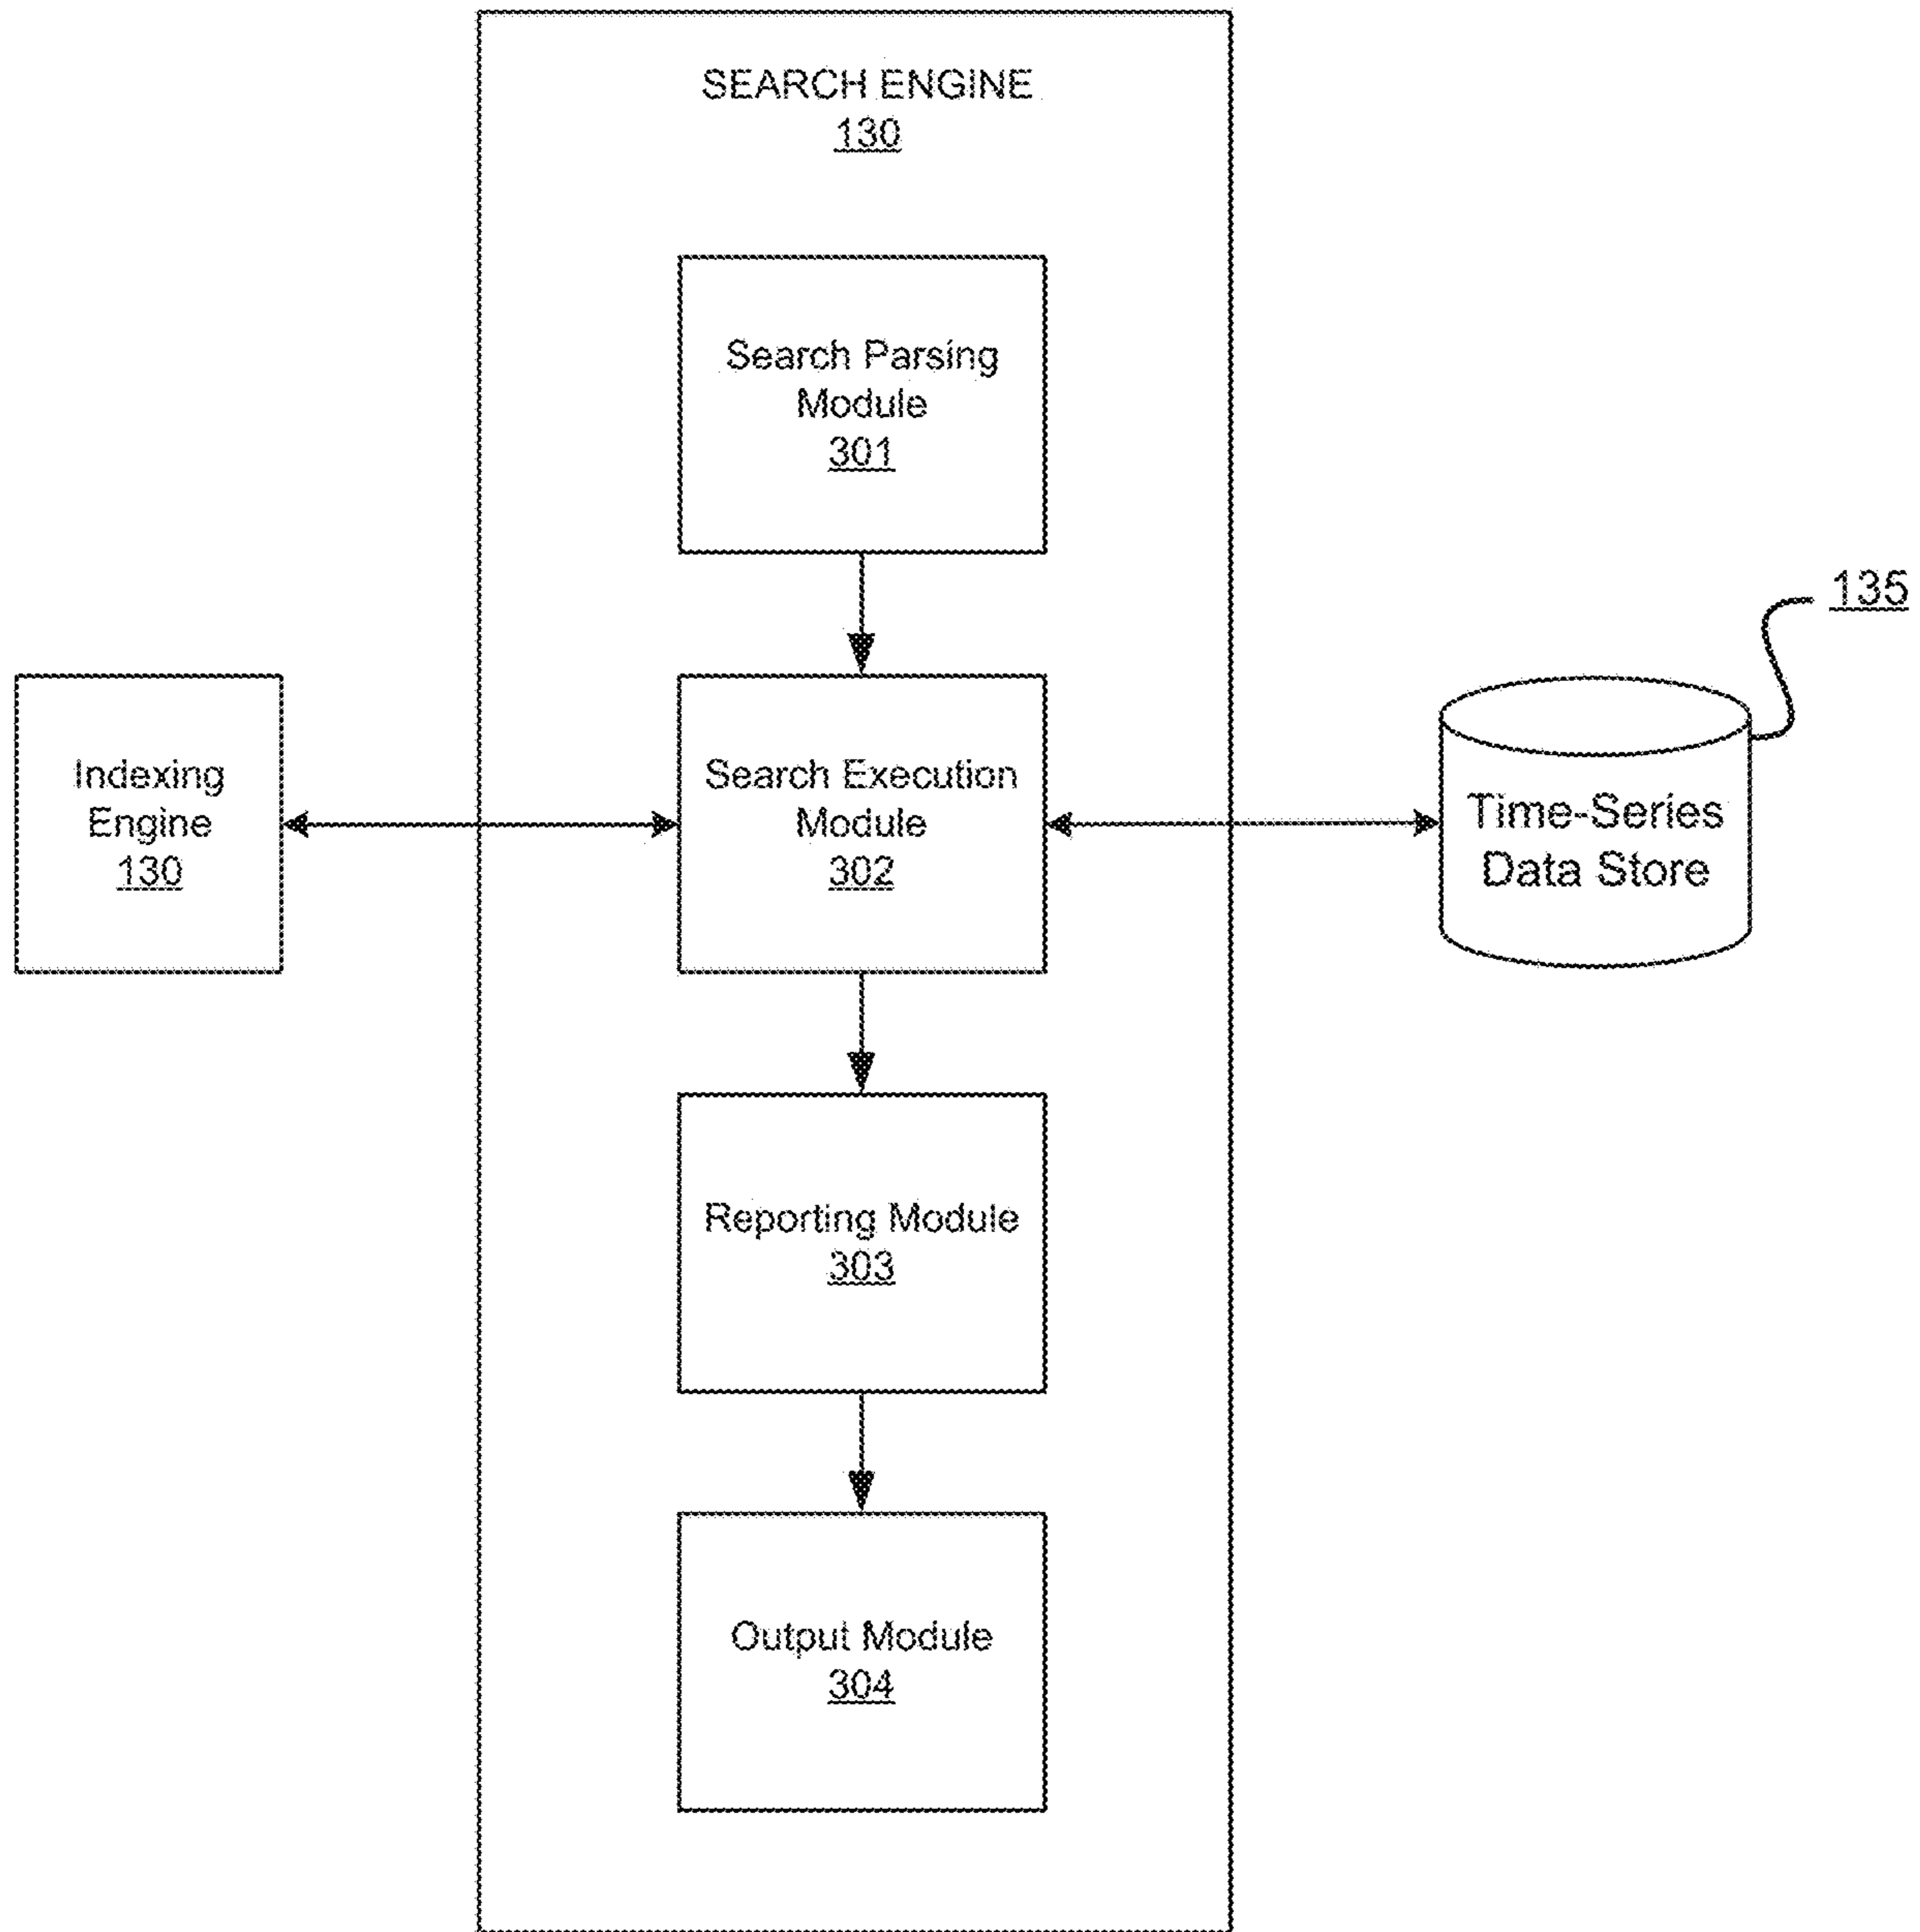 SEARCH ENGINE
130
Search Parsing
Module
301
135
Indexing
Engine
130
Search Execution
Module
302
Time-Series
Data Store
Reporting Module
303
Output Module
304